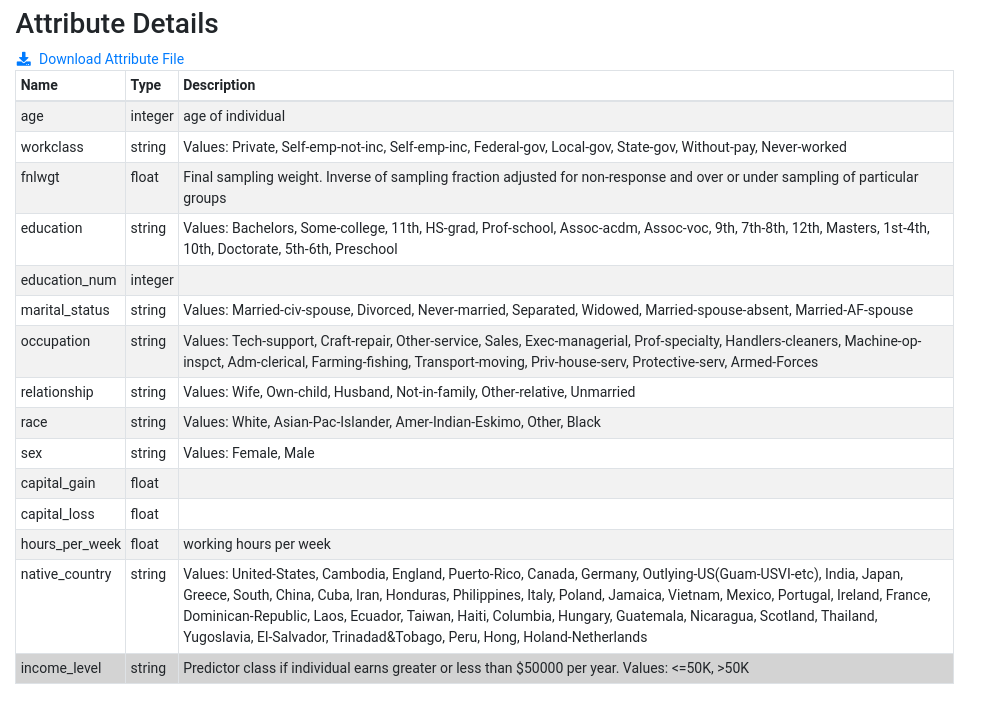 Attribute Details
Download Attribute File
Name Type Description
age integer age of individual
workclass string Values: Private, Self-emp-not-inc, Self-emp-inc, Federal-gov, Local-gov, State-gov, Without-pay, Never-worked
fnlwgt float Final sampling weight. Inverse of sampling fraction adjusted for non-response and over or under sampling of particular
groups
education string Values: Bachelors, Some-college, 11th, HS-grad, Prof-school, Assoc-acdm, Assoc-voc, 9th, 7th-8th, 12th, Masters, 1st-4th,
10th, Doctorate, 5th-6th, Preschool
education_num integer
marital_status string Values: Married-civ-spouse, Divorced, Never-married, Separated, Widowed, Married-spouse-absent, Married-AF-spouse
occupation string Values: Tech-support, Craft-repair, Other-service, Sales, Exec-managerial, Prof-specialty, Handlers-cleaners, Machine-op-
inspct, Adm-clerical, Farming-fishing, Transport-moving, Priv-house-serv, Protective-serv, Armed-Forces
relationship string Values: Wife, Own-child, Husband, Not-in-family, Other-relative, Unmarried
race string Values: White, Asian-Pac-Islander, Amer-Indian-Eskimo, Other, Black
sex string Values: Female, Male
capital_gain float
capital_loss float
hours_per_week float working hours per week
native_country string Values: United-States, Cambodia, England, Puerto-Rico, Canada, Germany, Outlying-US(Guam-USVI-etc), India, Japan,
Greece, South, China, Cuba, Iran, Honduras, Philippines, Italy, Poland, Jamaica, Vietnam, Mexico, Portugal, Ireland, France,
Dominican-Republic, Laos, Ecuador, Taiwan, Haiti, Columbia, Hungary, Guatemala, Nicaragua, Scotland, Thailand,
Yugoslavia, El-Salvador, Trinadad&Tobago, Peru, Hong, Holand-Netherlands
income_level string Predictor class if individual earns greater or less than $50000 per year. Values: <=50K, >50K